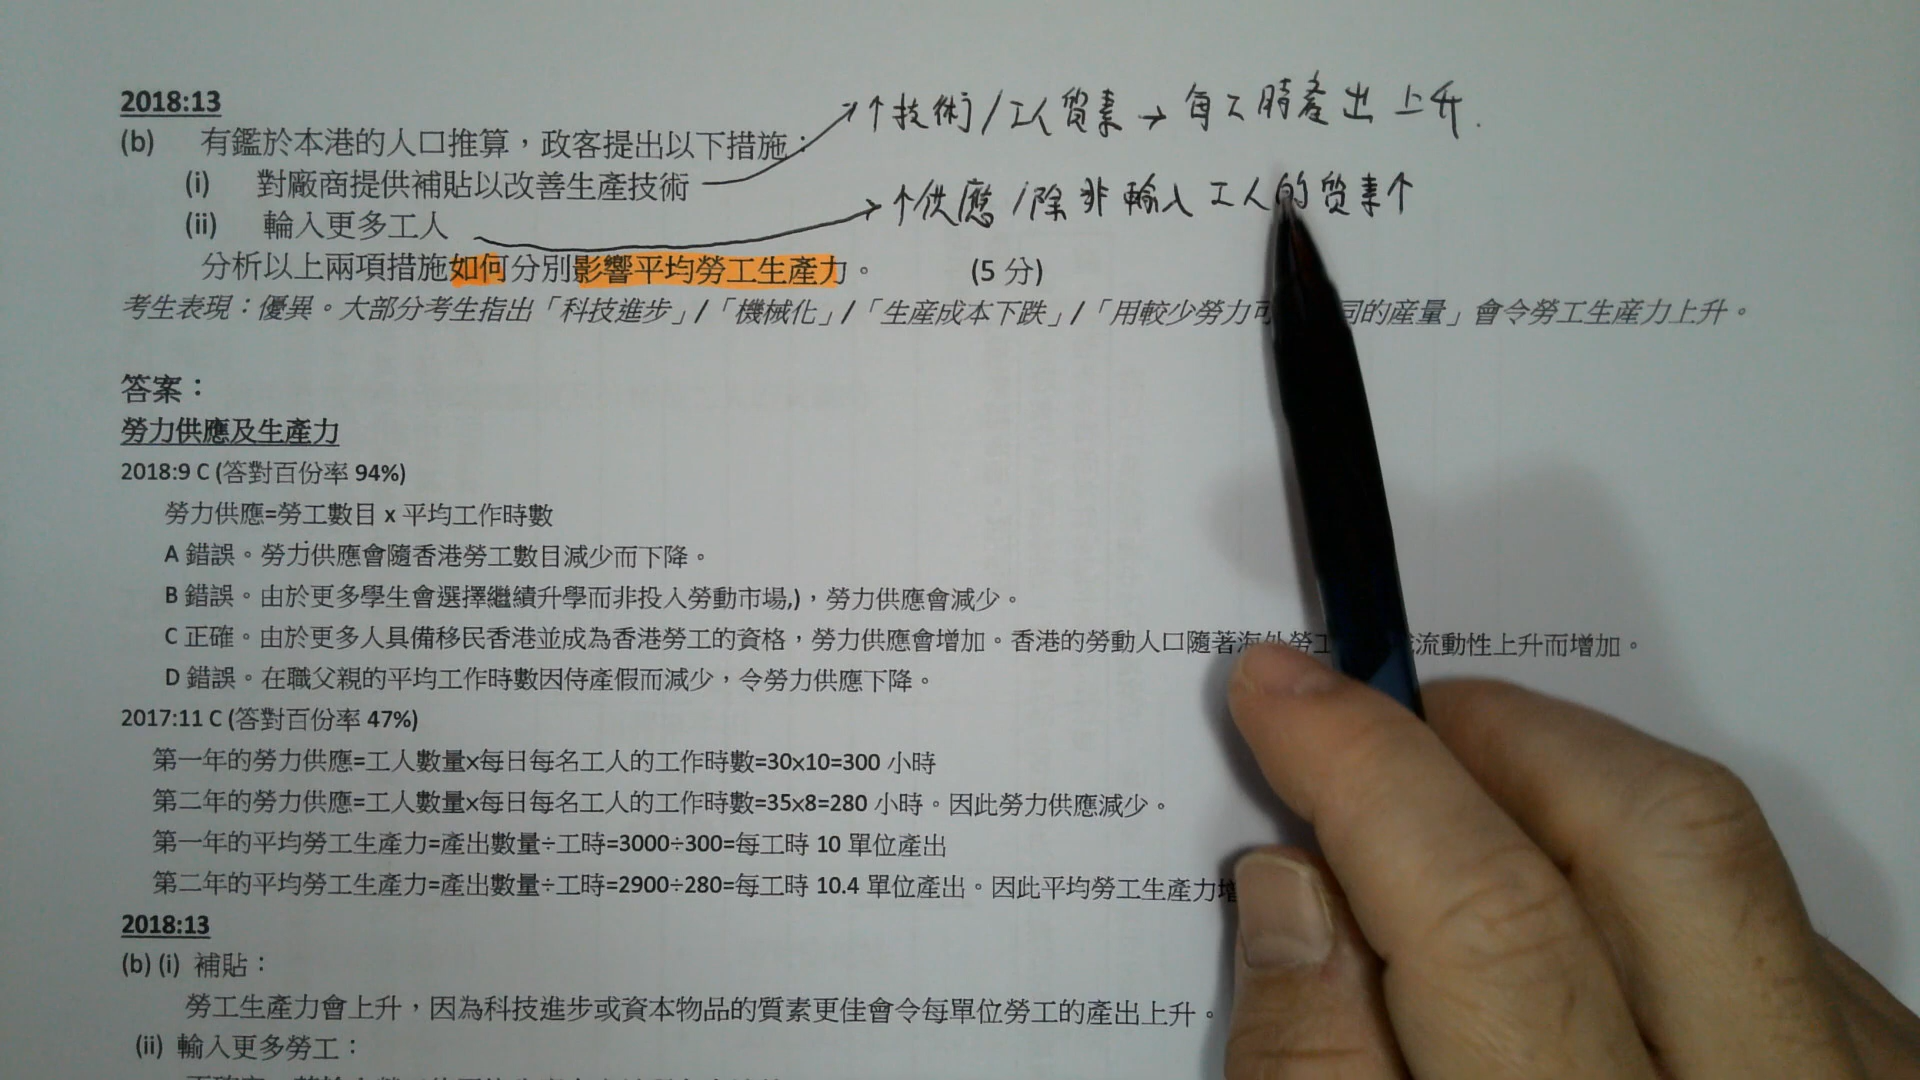 2018:13
↑技術/工人質素→每工時產出上升.
(b) 有鑑於本港的人口推算，政客提出以下措施：
(i) 對廠商提供補貼以改善生產技術
↑供應/除非輸入工人的質素↑
(ii) 輸入更多工人
分析以上兩項措施如何分別影響平均勞工生產力。 (5 分)
考生表現：優異。大部分考生指出「科技進步」/「機械化」/「生產成本下跌」/「用較少勞力可 同的產量」會令勞工生產力上升。
答案：
勞力供應及生產力
2018:9 C (答對百份率 94%)
勞力供應=勞工數目 x 平均工作時數
A 錯誤。勞力供應會隨香港勞工數目減少而下降。
B 錯誤。由於更多學生會選擇繼續升學而非投入勞動市場,)，勞力供應會減少。
C 正確。由於更多人具備移民香港並成為香港勞工的資格，勞力供應會增加。香港的勞動人口隨著海外勞工 流動性上升而增加。
D 錯誤。在職父親的平均工作時數因侍產假而減少，令勞力供應下降。
2017:11 C (答對百份率 47%)
第一年的勞力供應=工人數量×每日每名工人的工作時數=30x10=300 小時
第二年的勞力供應=工人數量×每日每名工人的工作時數=35x8=280 小時。因此勞力供應減少。
第一年的平均勞工生產力=產出數量÷工時=3000÷300=每工時 10 單位產出
第二年的平均勞工生產力=產出數量÷工時=2900÷280=每工時 10.4 單位產出。因此平均勞工生產力增
2018:13
(b) (i) 補貼：
勞工生產力會上升，因為科技進步或資本物品的質素更佳會令每單位勞工的產出上升。
(ii) 輸入更多勞工：